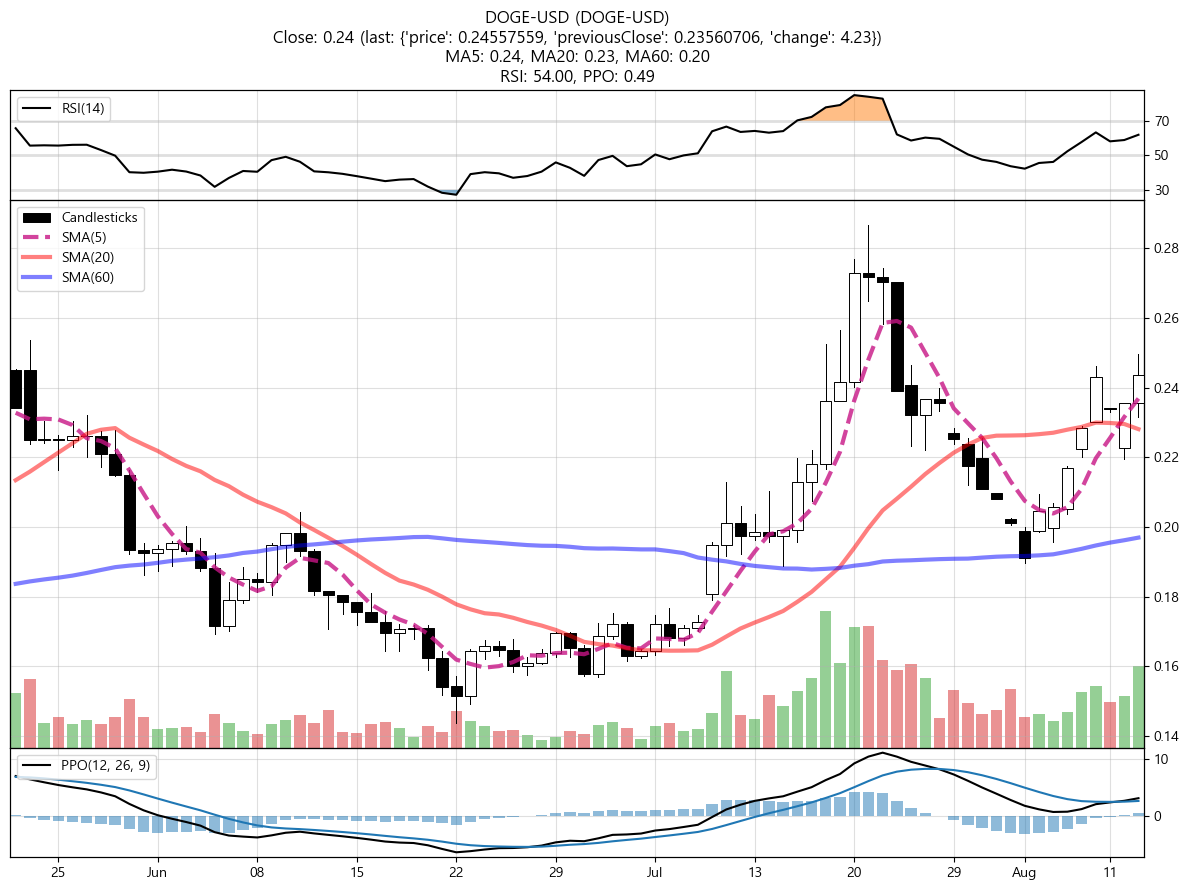 DOGE-USD (DOGE-USD)
Close: 0.24 (last: {'price': 0.24557559, 'previousClose': 0.23560706, 'change': 4.23})
MA5: 0.24, MA20: 0.23, MA60: 0.20
RSI: 54.00, PPO: 0.49
RSI(14)
70
50
30
Candlesticks
SMA(5)
SMA(20)
SMA(60)
0.28
0.26
0.24
0.22
0.20
0.18
0.16
0.14
PPO(12, 26, 9)
10
0
25 Jun 08 15 22 29 Jul 13 20 29 Aug 11